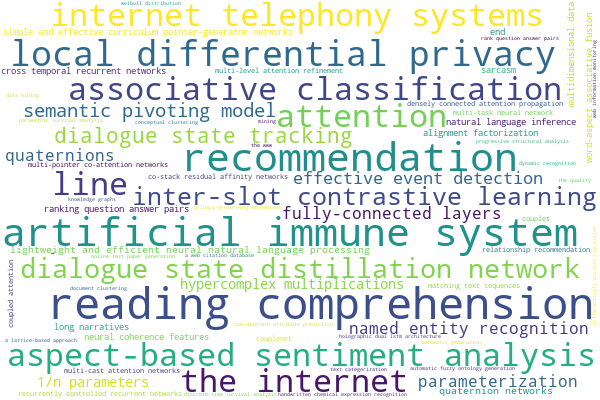 weibull distribution
internet telephony systems
simple and effective curriculum pointer-generator networks
end
rank question answer pairs
multidimensional data
word-aspect associative fusion
web information monitoring
local differential privacy
cross temporal recurrent networks
multi-level attention refinement
sarcasm
associative classification
data mining
densely connected attention propagation
semantic pivoting model
attention
multi-task neural network
parametric survival analysis
conceptual clustering
mining
natural language inference
dialogue state tracking
alignment factorization
progressive structural analysis
the www
quaternions
recommendation
multi-pointer co-attention networks
dynamic recognition
line
co-stack residual affinity networks
effective event detection
the quality
knowledge graphs
inter-slot contrastive learning
ranking question answer pairs
fully-connected layers
couples
artificial immune system
lightweight and efficient neural natural language processing
relationship recommendation
online text paper generation
a web citation database
coupled attention
dialogue state distillation network
hypercomplex multiplications
matching text sequences
document clustering
reading comprehension
long narratives
non-discrete attribute production
named entity recognition
neural coherence features
couplenet
holographic dual lstm architecture
a lattice-based approach
automatic generation
aspect-based sentiment analysis
multi-cast attention networks
text categorization
automatic fuzzy ontology generation
1/n parameters
the internet
parameterization
recurrently controlled recurrent networks
discrete-time survival analysis
handwritten chemical expression recognition
quaternion networks